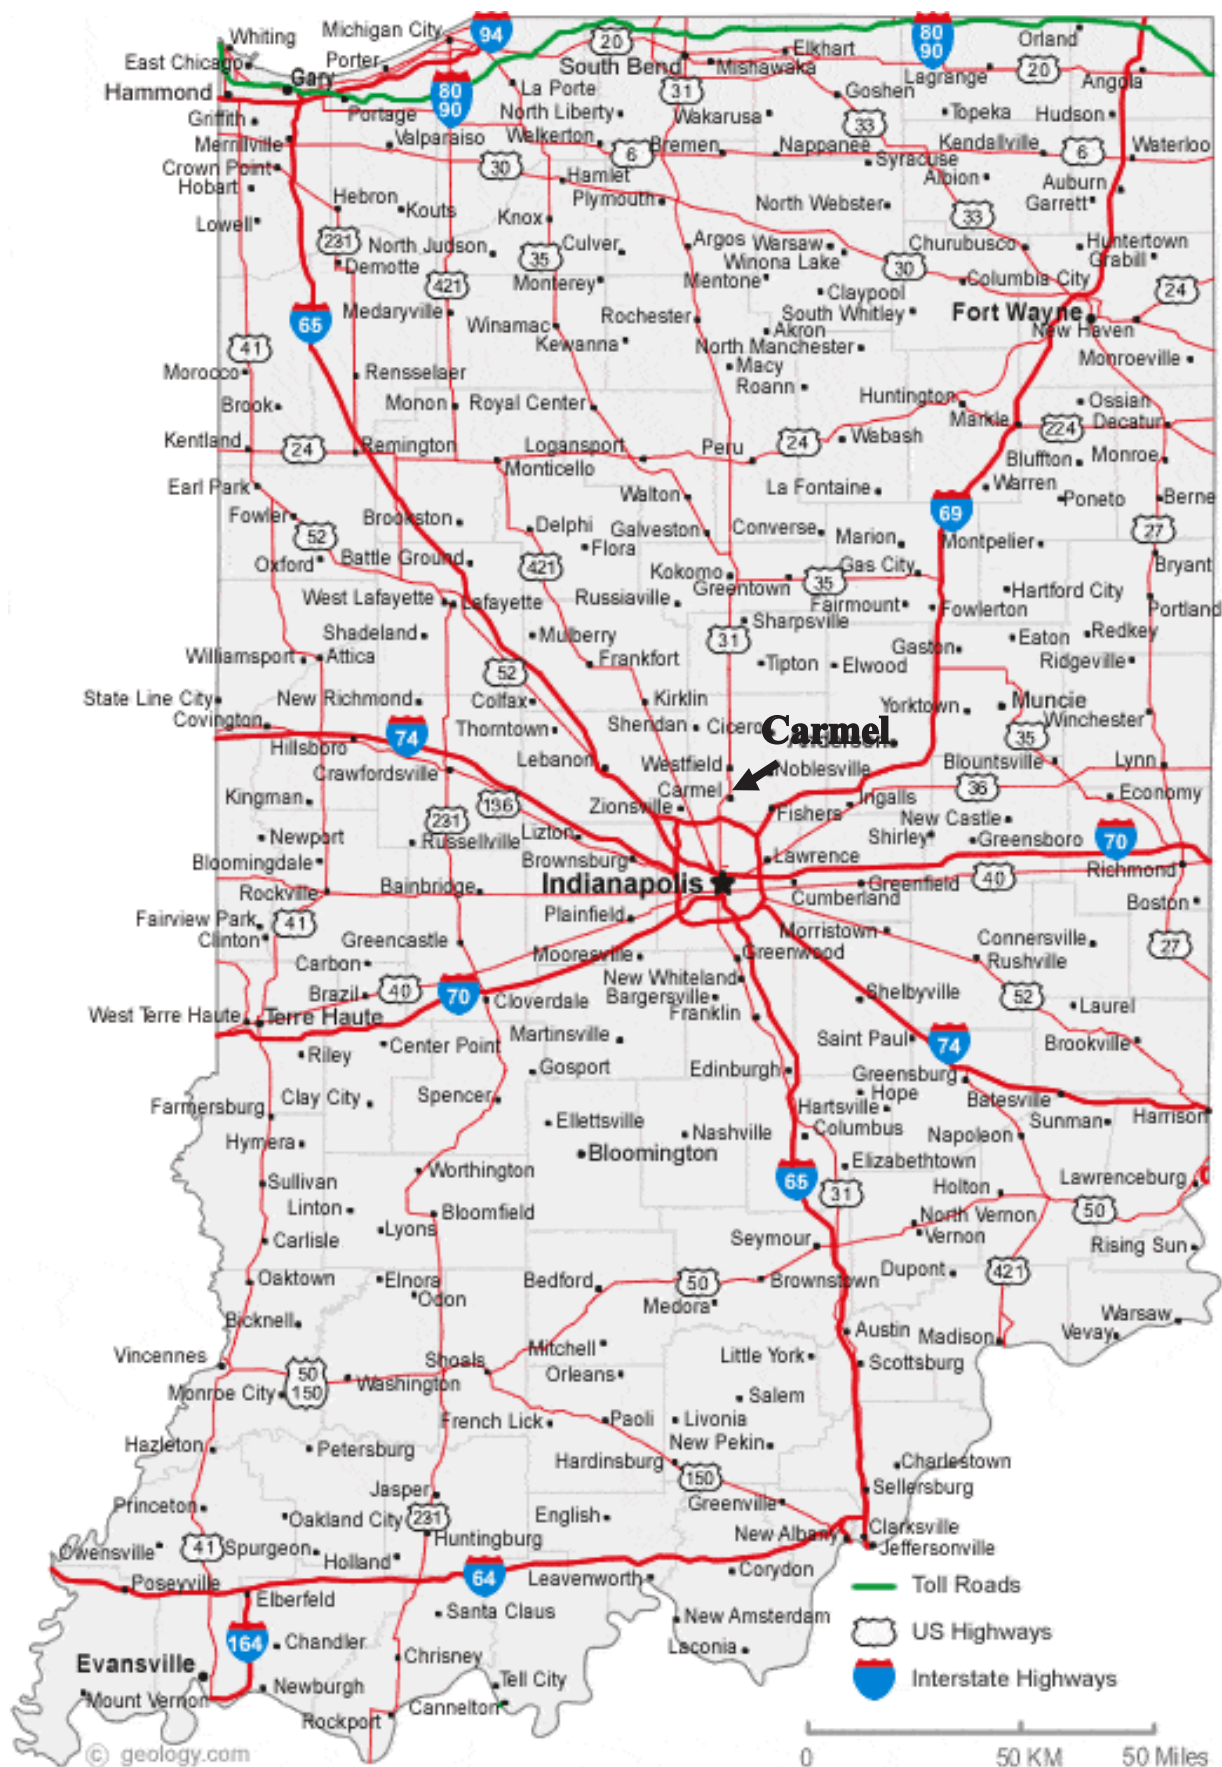 Michigan City
94
Whiting
20
80
90
Orland
East Chicago
Porter
Elkhart
South Bend
Mishawaka
Lagrange
20
Angola
Gary
Hammond
80
90
La Porte
31
Goshen
Portage
North Liberty
Wakarusa
Topeka
Hudson
Griffith
33
Merrillville
Valparaiso
Walkerton
6
Bremen
Nappanee
Kendallville
6
Waterloo
Crown Point
30
Syracuse
Hobart
Hamlet
Albion
Auburn
Hebron
Kouts
Plymouth
North Webster
Garrett
Lowell
Knox
33
231
North Judson
35
Culver
Argos
Warsaw
Churubusco
Huntertown
Demotte
Winona Lake
30
Grabill
421
Monterey
Mentone
Columbia City
24
Claypool
65
Medaryville
Winamac
Rochester
South Whitley
Fort Wayne
Akron
New Haven
41
Kewanna
North Manchester
Monroeville
Morocco
Rensselaer
Macy
Roann
Brook
Monon
Royal Center
Huntington
Ossian
Markle
224
Decatur
Kentland
24
Remington
Logansport
Peru
24
Wabash
Monticello
Bluffton
Monroe
Earl Park
Walton
La Fontaine
Warren
Poneto
Berne
69
Fowler
Brookston
Delphi
Galveston
Converse
Marion
27
52
Flora
Montpelier
Oxford
Battle Ground
421
Kokomo
35
Gas City
Bryant
Greentown
Hartford City
West Lafayette
Lafayette
Russiaville
Fairmount
Fowlerton
Portland
Sharpsville
Shadeland
Mulberry
31
Eaton
Redkey
Gaston
Williamsport
Attica
Frankfort
Tipton
Elwood
Ridgeville
52
State Line City
New Richmond
Colfax
Kirklin
Yorktown
Muncie
Covington
Sheridan
Cicero
Carmel
Anderson
Winchester
74
Thorntown
35
Hillsboro
Lebanon
Westfield
Noblesville
Blountsville
Lynn
Crawfordsville
Carmel
36
Kingman
136
Zionsville
Ingalls
Economy
231
Fishers
New Castle
Newport
Russellville
Lizton
Shirley
Greensboro
70
Bloomingdale
Brownsburg
Lawrence
Richmond
Rockville
Bainbridge
Indianapolis
Greenfield
40
Cumberland
Boston
Fairview Park
41
Plainfield
Clinton
Greencastle
Morristown
Connersville
27
Mooresville
Greenwood
Rushville
Carbon
New Whiteland
Brazil
40
70
Cloverdale
Bargersville
Shelbyville
52
Laurel
West Terre Haute
Terre Haute
Franklin
Martinsville
Saint Paul
74
Brookville
Riley
Center Point
Gosport
Edinburgh
Greensburg
Clay City
Spencer
Hope
Batesville
Farmersburg
Hartsville
Sunman
Harrison
Ellettsville
Nashville
Columbus
Napoleon
Hymera
Bloomington
Elizabethtown
Worthington
65
Lawrenceburg
Sullivan
31
Holton
Linton
Bloomfield
North Vernon
50
Lyons
Seymour
Vernon
Carlisle
Rising Sun
Oaktown
Elnora
Bedford
50
Brownstown
Dupont
421
Odon
Medora
Bicknell
Warsaw
Austin
Madison
Vevay
Vincennes
Shoals
Mitchell
Little York
Scottsburg
50
150
Washington
Orleans
Monroe City
Salem
French Lick
Paoli
Livonia
Hazleton
Petersburg
New Pekin
Hardinsburg
Charlestown
150
Jasper
Sellersburg
Princeton
Greenville
Oakland City
231
English
Clarksville
Huntingburg
New Albany
Owensville
41
Spurgeon
Jeffersonville
Holland
64
Leavenworth
Corydon
Poseyville
Toll Roads
Elberfeld
Santa Claus
New Amsterdam
US Highways
164
Chandler
Laconia
Evansville
Chrisney
Interstate Highways
Newburgh
Tell City
Mount Vernon
Cannelton
Rockport
© geology.com
0 50 KM 50 Miles